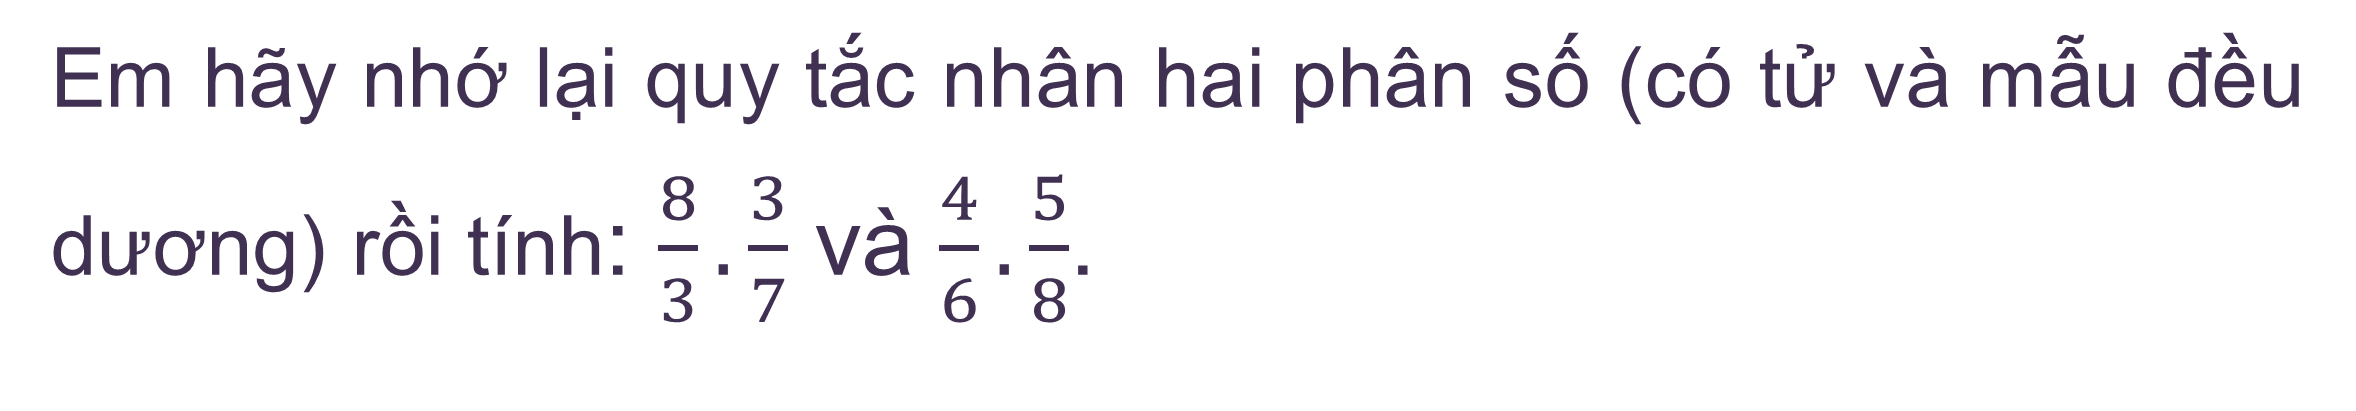 Em hãy nhớ lại quy tắc nhân hai phân số (có tử và mẫu đều
dương) rồi tính: 8/3 . 3/7 và 4/6 . 5/8.